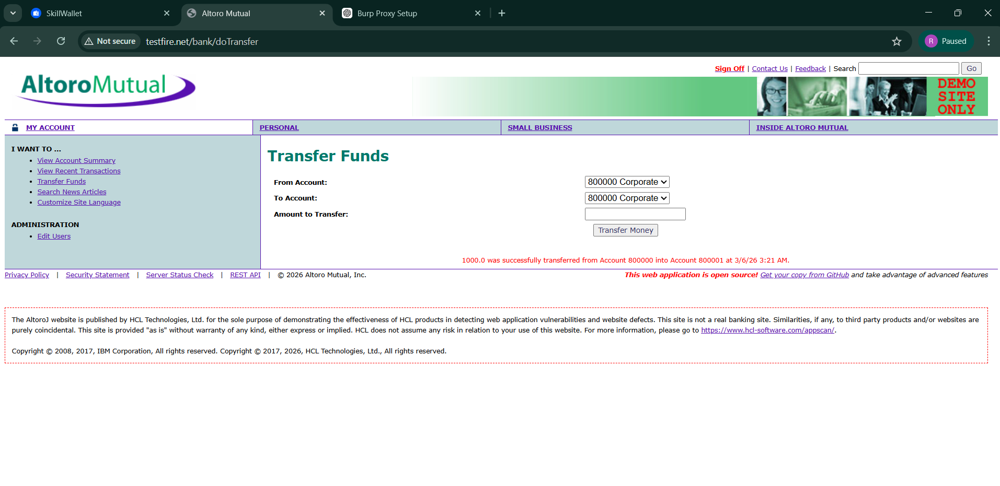 SkillWallet
Altoro Mutual
Burp Proxy Setup
Not secure
testfire.net/bank/doTransfer
R Paused
Sign Off | Contact Us | Feedback | Search Go
AltoroMutual
DEMO
SITE
ONLY
MY ACCOUNT
PERSONAL
SMALL BUSINESS
INSIDE ALTORO MUTUAL
I WANT TO ...
• View Account Summary
• View Recent Transactions
• Transfer Funds
• Search News Articles
• Customize Site Language
ADMINISTRATION
• Edit Users
Transfer Funds
From Account: 800000 Corporate
To Account: 800000 Corporate
Amount to Transfer:
Transfer Money
1000.0 was successfully transferred from Account 800000 into Account 800001 at 3/6/26 3:21 AM.
Privacy Policy | Security Statement | Server Status Check | REST API | © 2026 Altoro Mutual, Inc.
This web application is open source! Get your copy from GitHub and take advantage of advanced features
The AltoroJ website is published by HCL Technologies, Ltd. for the sole purpose of demonstrating the effectiveness of HCL products in detecting web application vulnerabilities and website defects. This site is not a real banking site. Similarities, if any, to third party products and/or websites are
purely coincidental. This site is provided "as is" without warranty of any kind, either express or implied. HCL does not assume any risk in relation to your use of this website. For more information, please go to https://www.hcl-software.com/appscan/.
Copyright © 2008, 2017, IBM Corporation, All rights reserved. Copyright © 2017, 2026, HCL Technologies, Ltd., All rights reserved.